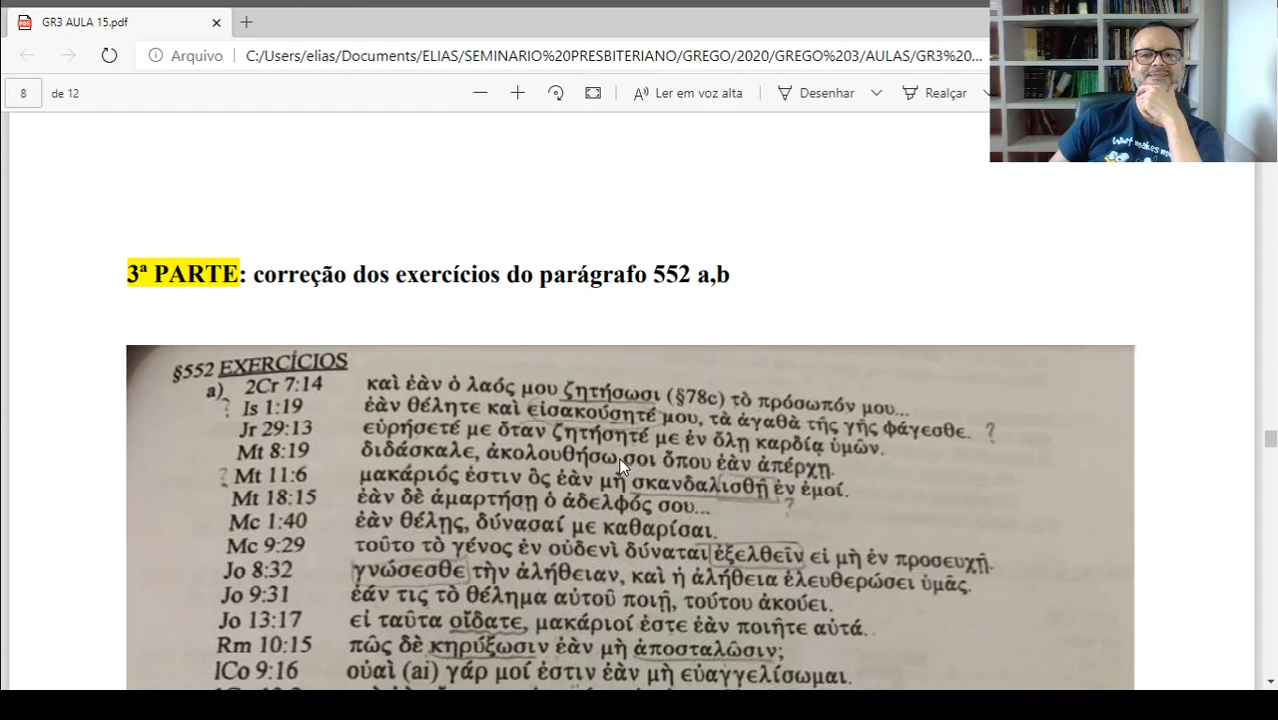 GR3 AULA 15.pdf
Arquivo C:/Users/elias/Documents/ELIAS/SEMINARIO%20PRESBITERIANO/GREGO/2020/GREGO%203/AULAS/GR3%20...
8 de 12 Ler em voz alta Desenhar Realçar
What makes m
3ª PARTE: correção dos exercícios do parágrafo 552 a,b
§552 EXERCÍCIOS
a) 2Cr 7:14 καὶ ἐὰν ὁ λαός μου ζητήσωσι (§78c) τὸ πρόσωπόν μου...
? Is 1:19 ἐὰν θέλητε καὶ εἰσακούσητέ μου, τὰ ἀγαθὰ τῆς γῆς φάγεσθε. ?
Jr 29:13 εὑρήσετέ με ὅταν ζητήσητέ με ἐν ὅλῃ καρδίᾳ ὑμῶν.
Mt 8:19 διδάσκαλε, ἀκολουθήσω σοι ὅπου ἐὰν ἀπέρχῃ.
? Mt 11:6 μακάριός ἐστιν ὃς ἐὰν μὴ σκανδαλισθῇ ἐν ἐμοί.
Mt 18:15 ἐὰν δὲ ἁμαρτήσῃ ὁ ἀδελφός σου... ?
Mc 1:40 ἐὰν θέλῃς, δύνασαί με καθαρίσαι.
Mc 9:29 τοῦτο τὸ γένος ἐν οὐδενὶ δύναται ἐξελθεῖν εἰ μὴ ἐν προσευχῇ.
Jo 8:32 γνώσεσθε τὴν ἀλήθειαν, καὶ ἡ ἀλήθεια ἐλευθερώσει ὑμᾶς.
Jo 9:31 ἐάν τις τὸ θέλημα αὐτοῦ ποιῇ, τούτου ἀκούει.
Jo 13:17 εἰ ταῦτα οἴδατε, μακάριοί ἐστε ἐὰν ποιῆτε αὐτά.
Rm 10:15 πῶς δὲ κηρύξωσιν ἐὰν μὴ ἀποσταλῶσιν;
1Co 9:16 οὐαὶ (ai) γάρ μοί ἐστιν ἐὰν μὴ εὐαγγελίσωμαι.